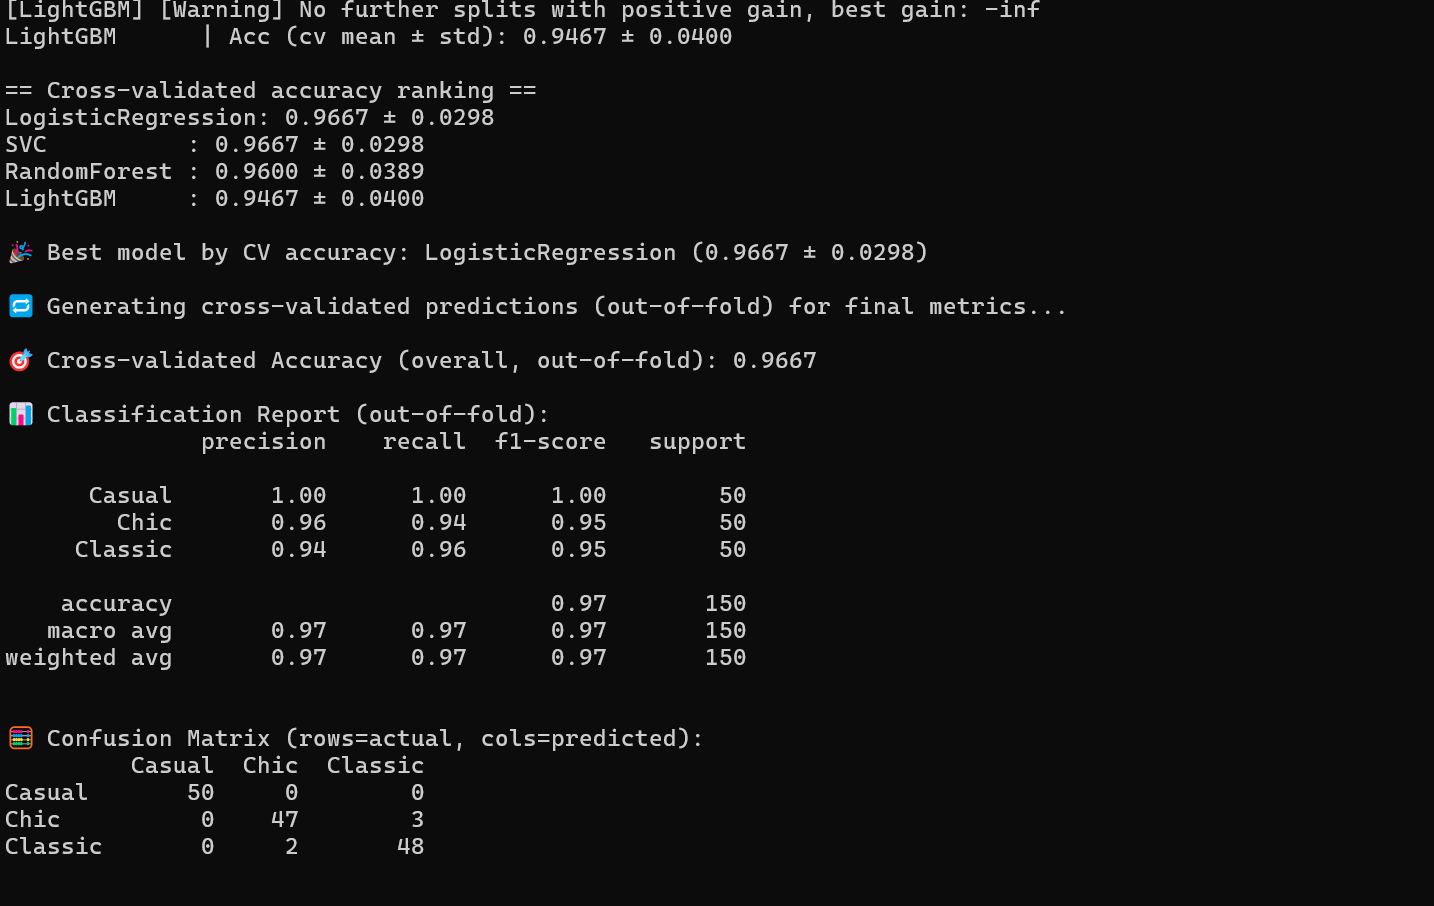 [LightGBM] [Warning] No further splits with positive gain, best gain: -inf
LightGBM      | Acc (cv mean ± std): 0.9467 ± 0.0400
== Cross-validated accuracy ranking ==
LogisticRegression: 0.9667 ± 0.0298
SVC          : 0.9667 ± 0.0298
RandomForest : 0.9600 ± 0.0389
LightGBM     : 0.9467 ± 0.0400
🎉 Best model by CV accuracy: LogisticRegression (0.9667 ± 0.0298)
🔁 Generating cross-validated predictions (out-of-fold) for final metrics...
🎯 Cross-validated Accuracy (overall, out-of-fold): 0.9667
📊 Classification Report (out-of-fold):
              precision    recall  f1-score   support
      Casual       1.00      1.00      1.00        50
        Chic       0.96      0.94      0.95        50
     Classic       0.94      0.96      0.95        50
    accuracy                           0.97       150
   macro avg       0.97      0.97      0.97       150
weighted avg       0.97      0.97      0.97       150
🧮 Confusion Matrix (rows=actual, cols=predicted):
         Casual  Chic  Classic
Casual       50     0        0
Chic          0    47        3
Classic       0     2       48